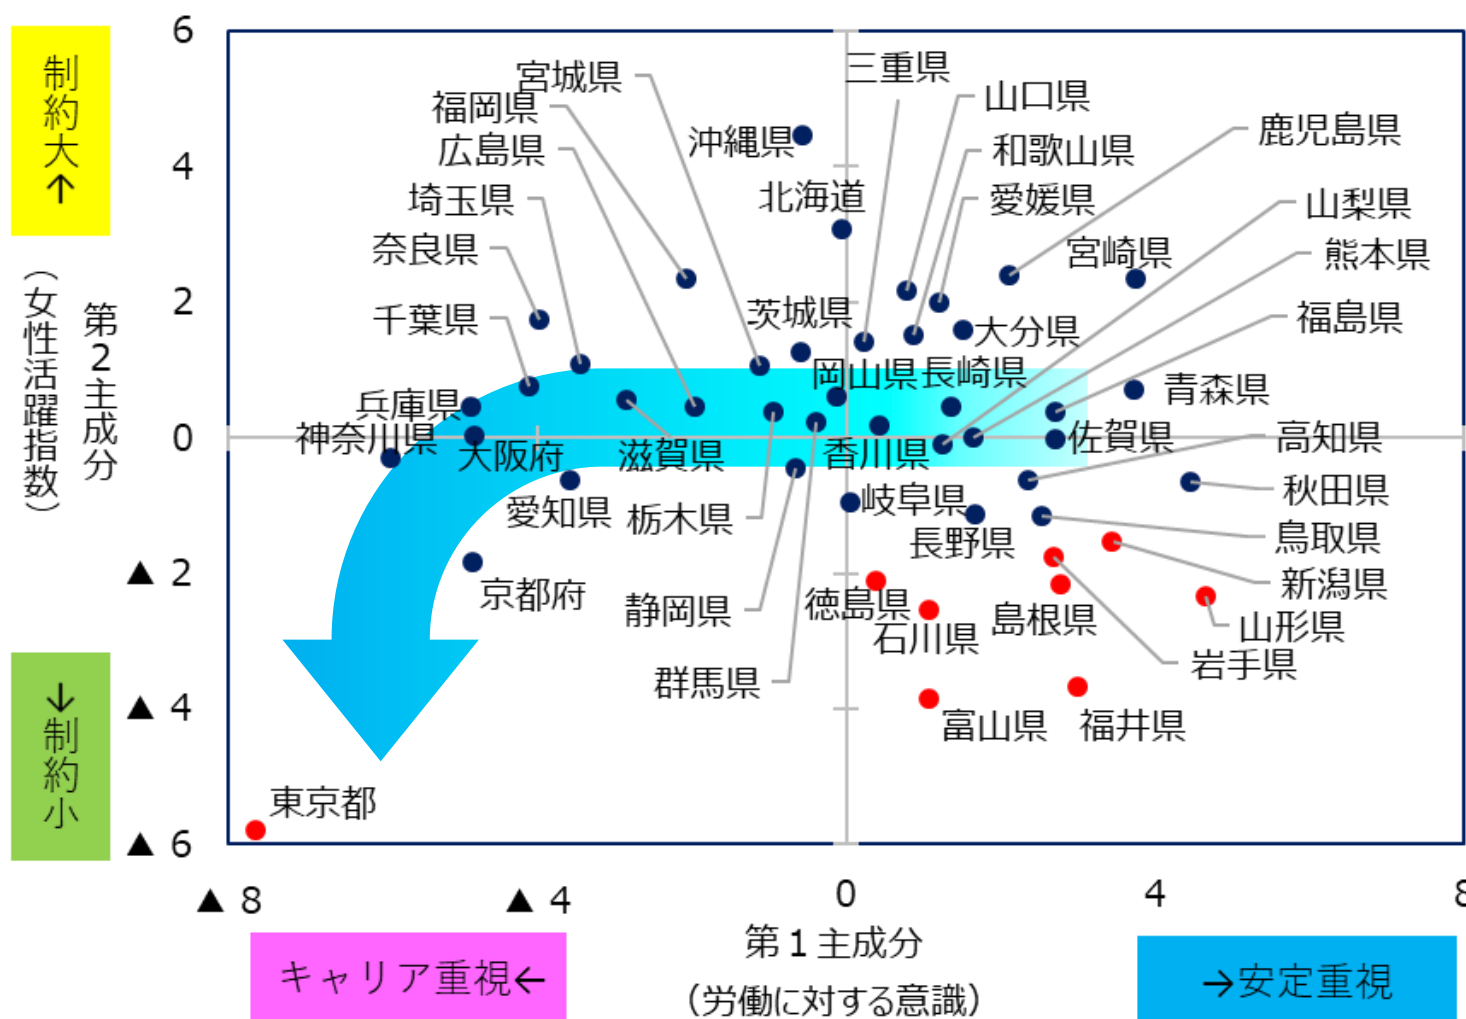 制約大↑
(女性活躍指数)
第2主成分
↓制約小
6
4
2
0
▲ 2
▲ 4
▲ 6
宮城県
三重県
福岡県
山口県
沖縄県
鹿児島県
広島県
和歌山県
埼玉県
北海道
愛媛県
山梨県
奈良県
宮崎県
熊本県
千葉県
茨城県
大分県
福島県
岡山県
長崎県
青森県
兵庫県
神奈川県
大阪府
滋賀県
香川県
佐賀県
高知県
愛知県
栃木県
岐阜県
秋田県
長野県
鳥取県
京都府
静岡県
徳島県
石川県
島根県
新潟県
山形県
群馬県
岩手県
富山県
福井県
東京都
▲ 8
▲ 4
0
4
8
第1主成分
(労働に対する意識)
キャリア重視←
→安定重視